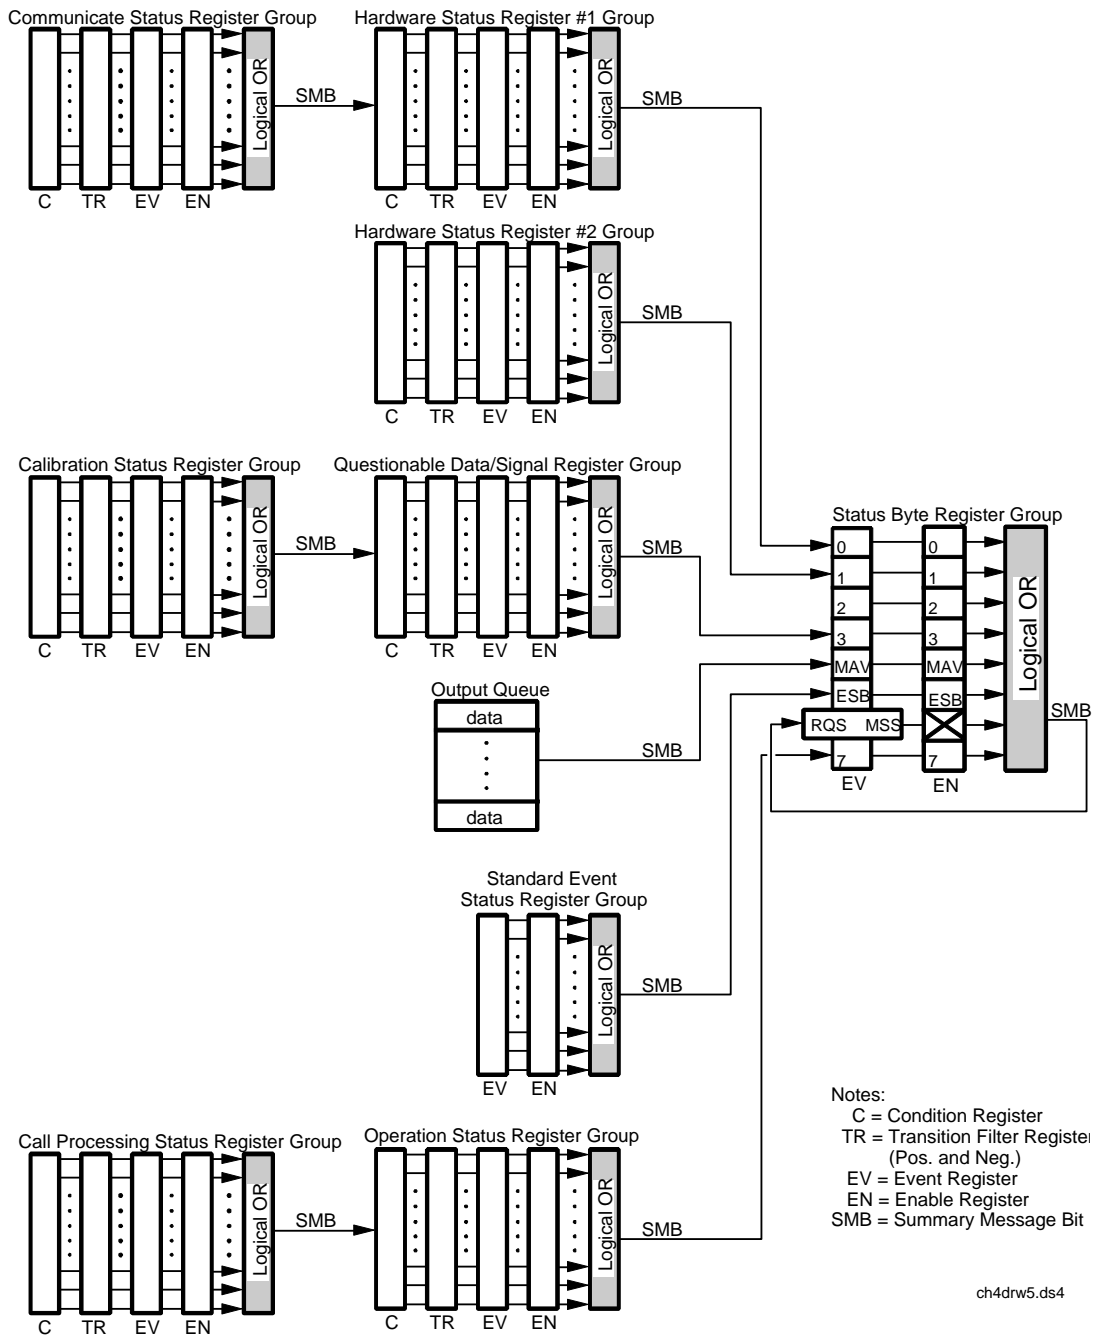 Communicate Status Register Group
Hardware Status Register #1 Group
Logical OR
SMB
Logical OR
SMB
C TR EV EN
C TR EV EN
Hardware Status Register #2 Group
Logical OR
SMB
C TR EV EN
Calibration Status Register Group
Questionable Data/Signal Register Group
Logical OR
SMB
Logical OR
SMB
C TR EV EN
C TR EV EN
Status Byte Register Group
0 0
1 1
2 2
3 3
MAV MAV
ESB ESB
RQS MSS
7 7
EV EN
Logical OR
SMB
Output Queue
data
SMB
data
Standard Event
Status Register Group
Logical OR
SMB
EV EN
Call Processing Status Register Group
Operation Status Register Group
Logical OR
SMB
Logical OR
SMB
C TR EV EN
C TR EV EN
Notes:
C = Condition Register
TR = Transition Filter Register
(Pos. and Neg.)
EV = Event Register
EN = Enable Register
SMB = Summary Message Bit
ch4drw5.ds4